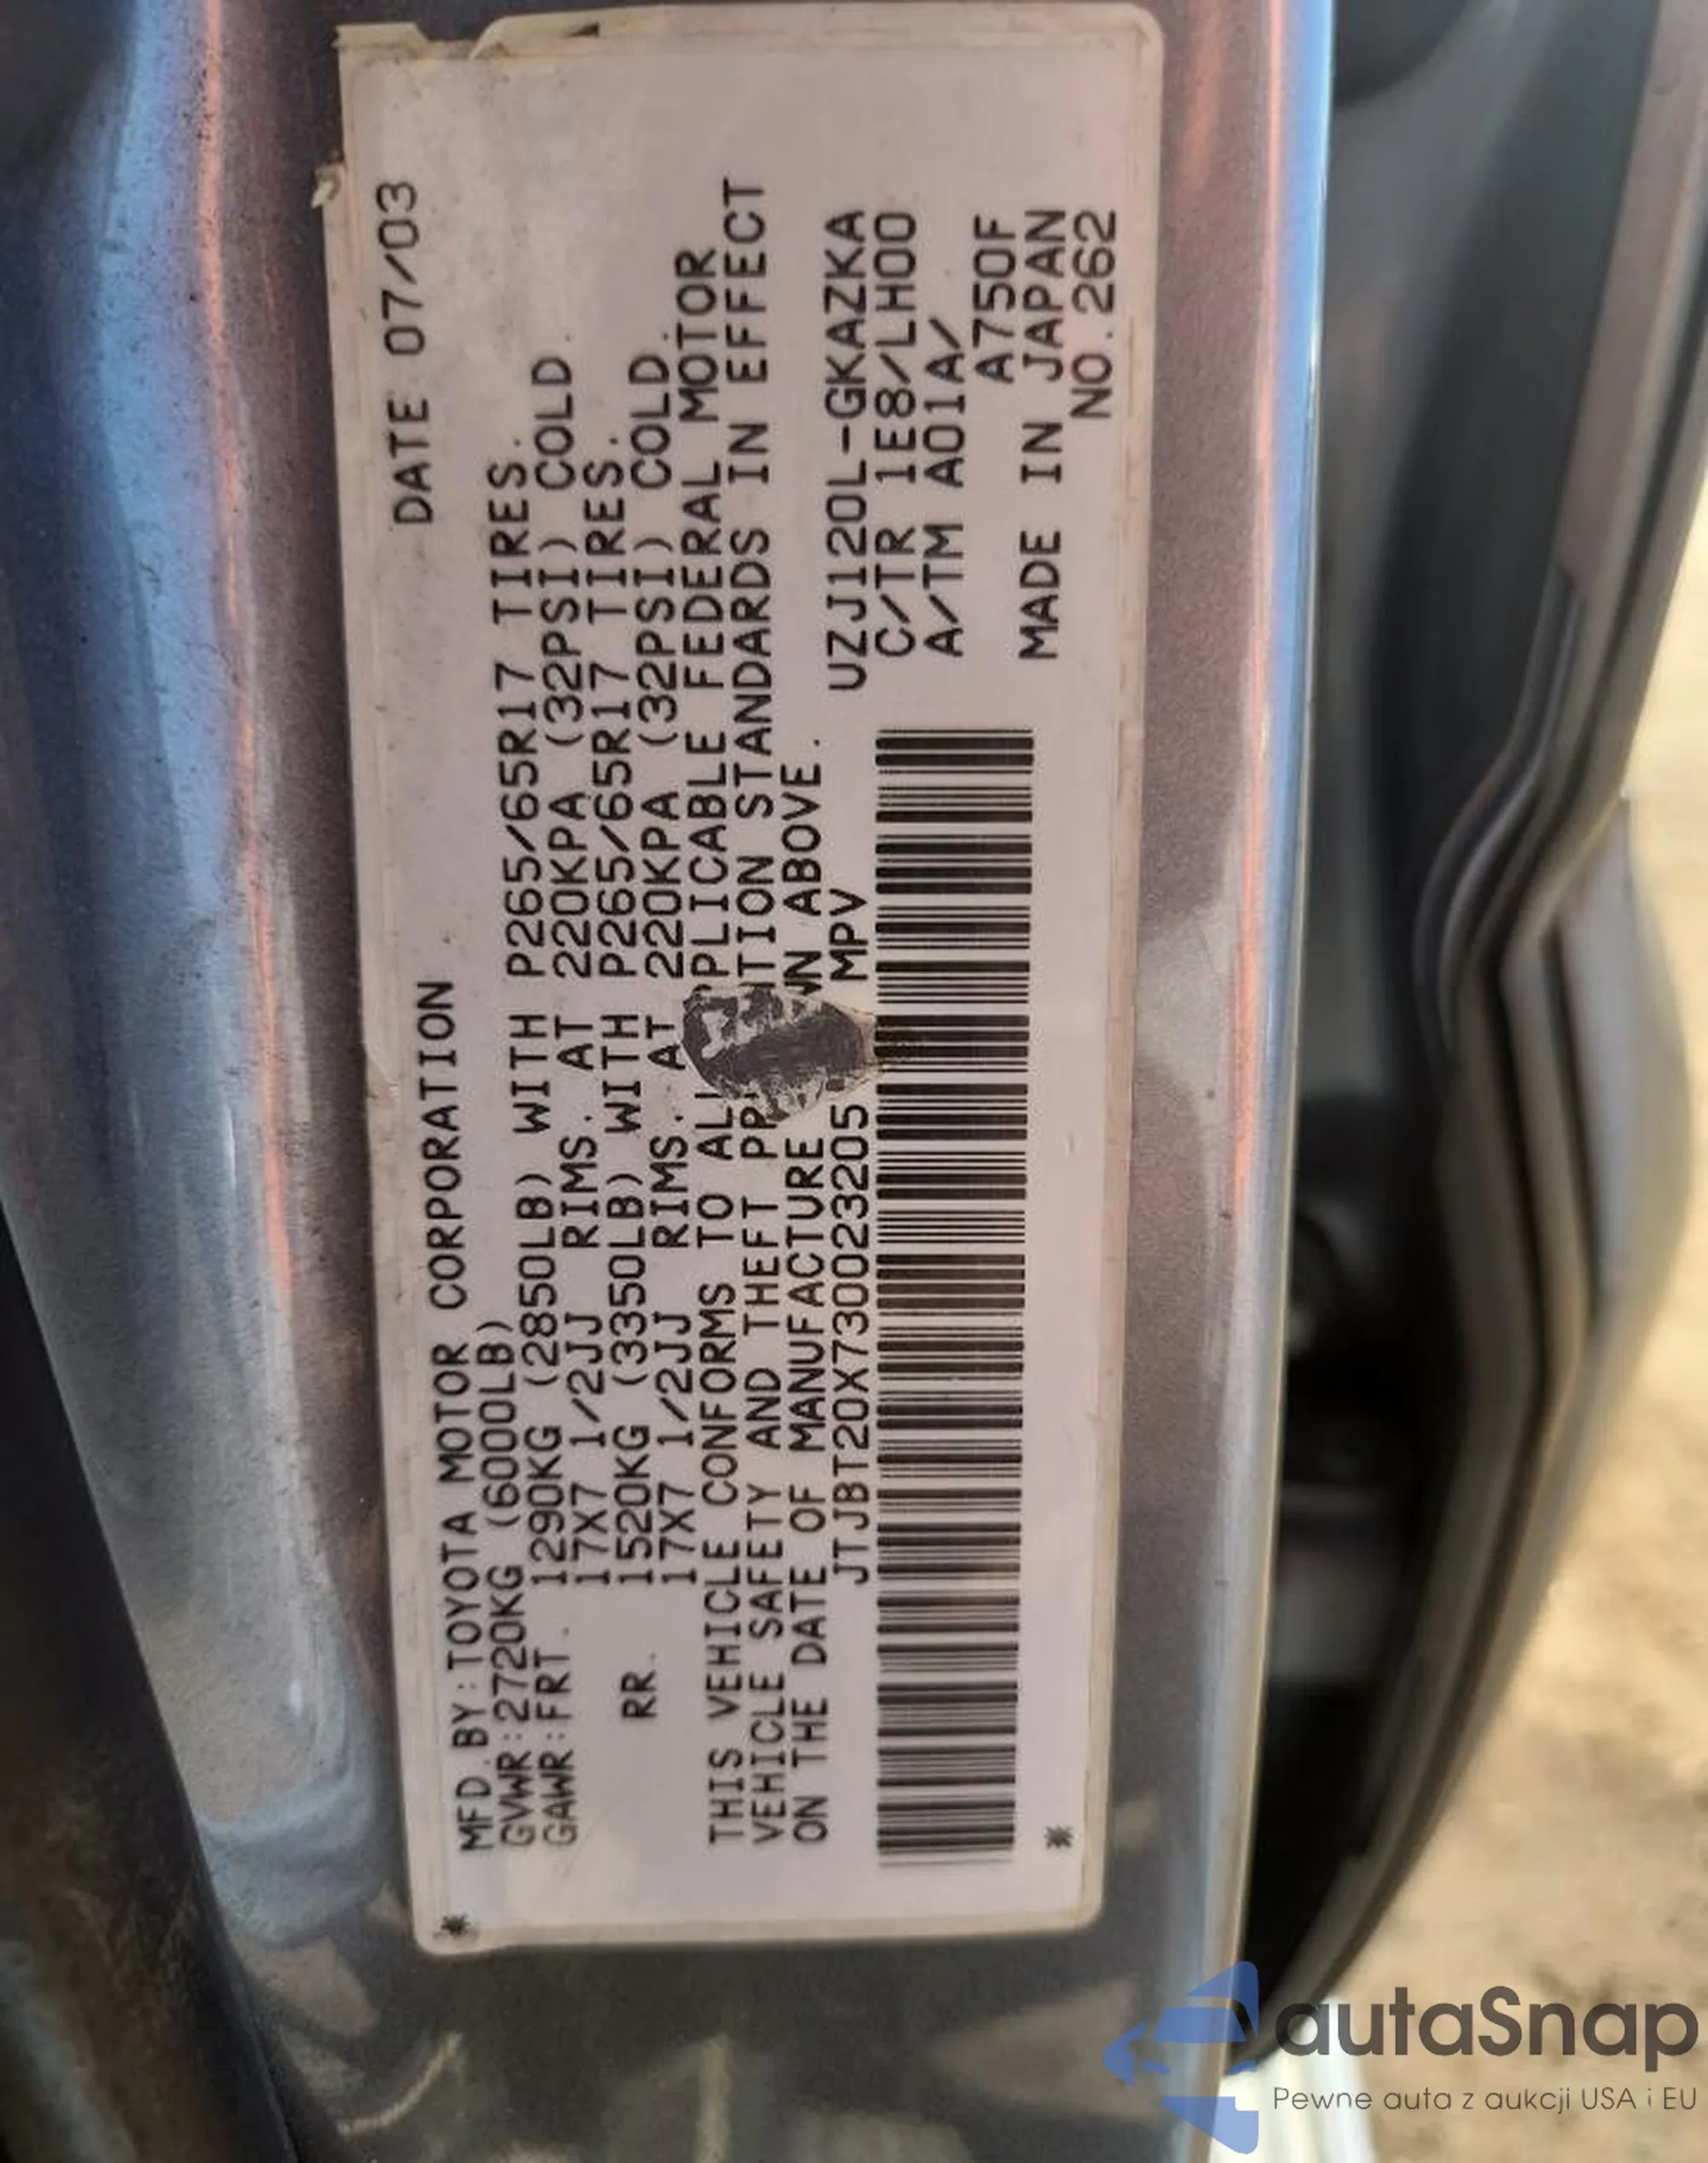 DATE 07/03
MFD.BY:TOYOTA MOTOR CORPORATION
GVWR:2720KG (6000LB)
GAWR:FRT. 1290KG (2850LB) WITH P265/65R17 TIRES.
17X7 1/2JJ RIMS. AT 220KPA (32PSI) COLD.
RR. 1520KG (3350LB) WITH P265/65R17 TIRES.
17X7 1/2JJ RIMS. AT 220KPA (32PSI) COLD.
THIS VEHICLE CONFORMS TO FEDERAL MOTOR
VEHICLE SAFETY AND THEFT STANDARDS IN EFFECT
ON THE DATE OF MANUFACTURE ABOVE.
JTJBT20X730023205 MPV
UZJ120L-GKAZKA
C/TR 1E8/LH00
A/TM A01A/
A750F
MADE IN JAPAN
NO.262
autaSnap
Pewne auta z aukcji USA i EU